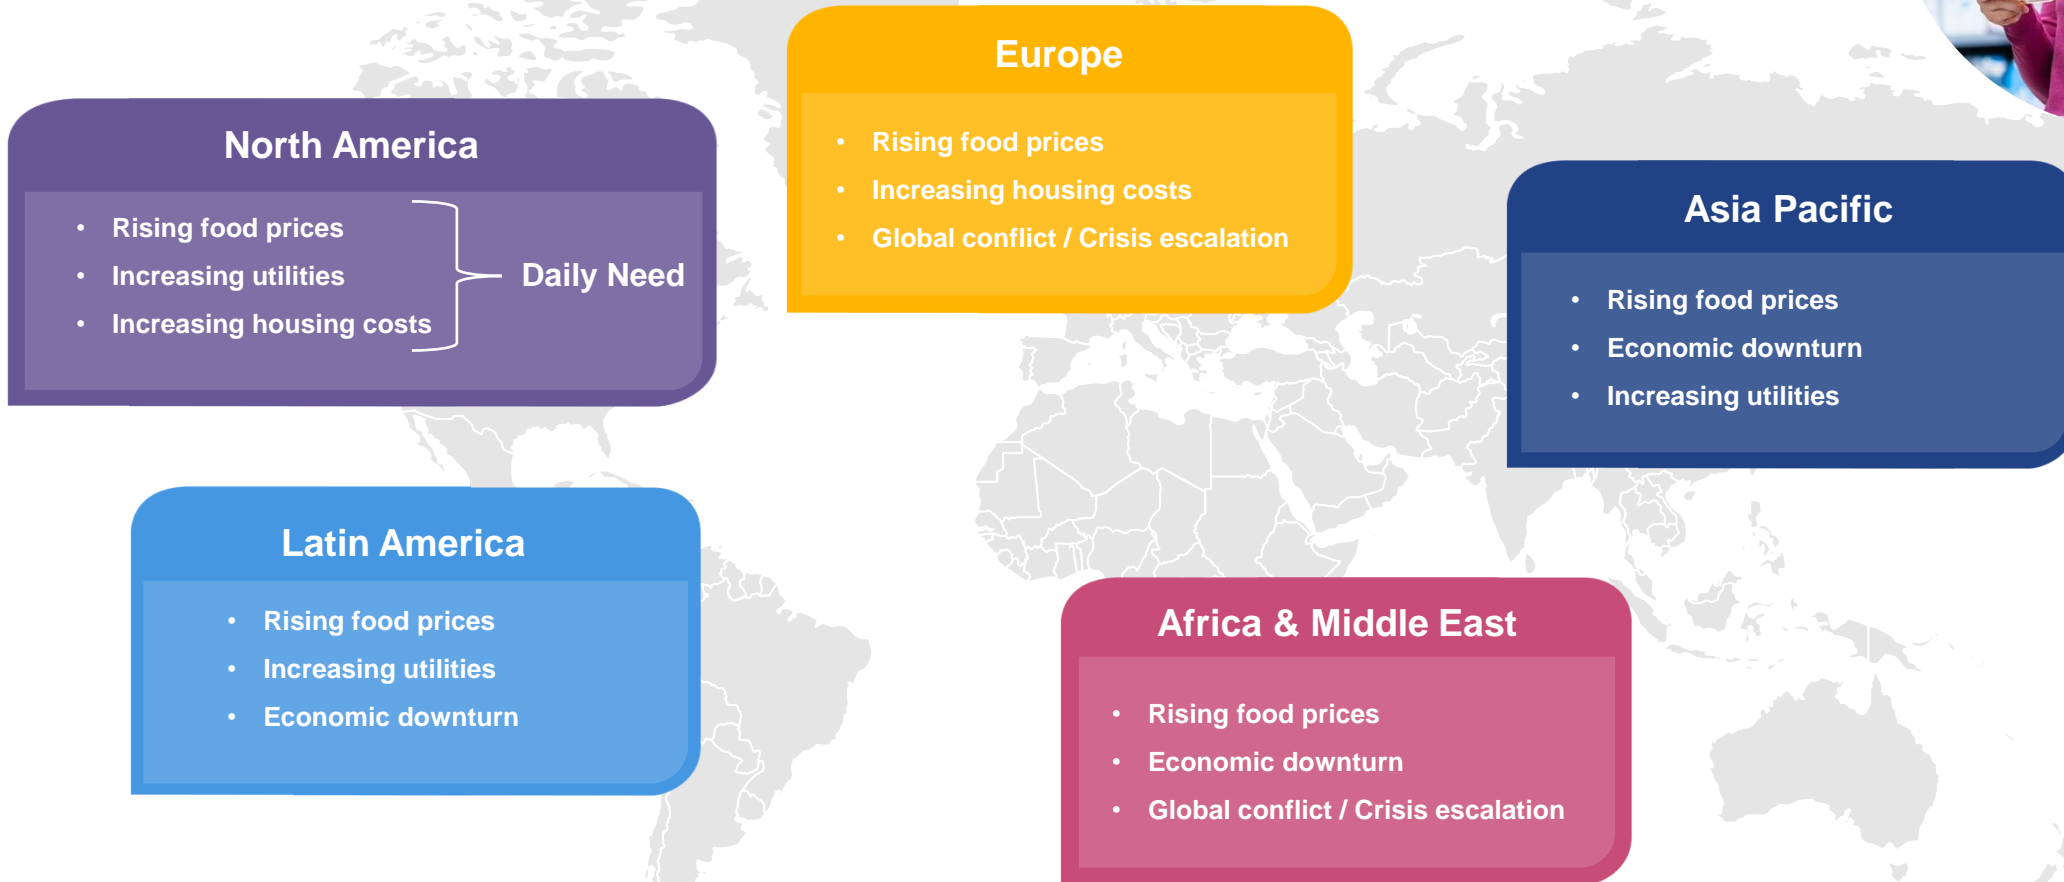 Europe
• Rising food prices
• Increasing housing costs
• Global conflict / Crisis escalation
North America
• Rising food prices
• Increasing utilities
• Increasing housing costs
Daily Need
Asia Pacific
• Rising food prices
• Economic downturn
• Increasing utilities
Latin America
• Rising food prices
• Increasing utilities
• Economic downturn
Africa & Middle East
• Rising food prices
• Economic downturn
• Global conflict / Crisis escalation